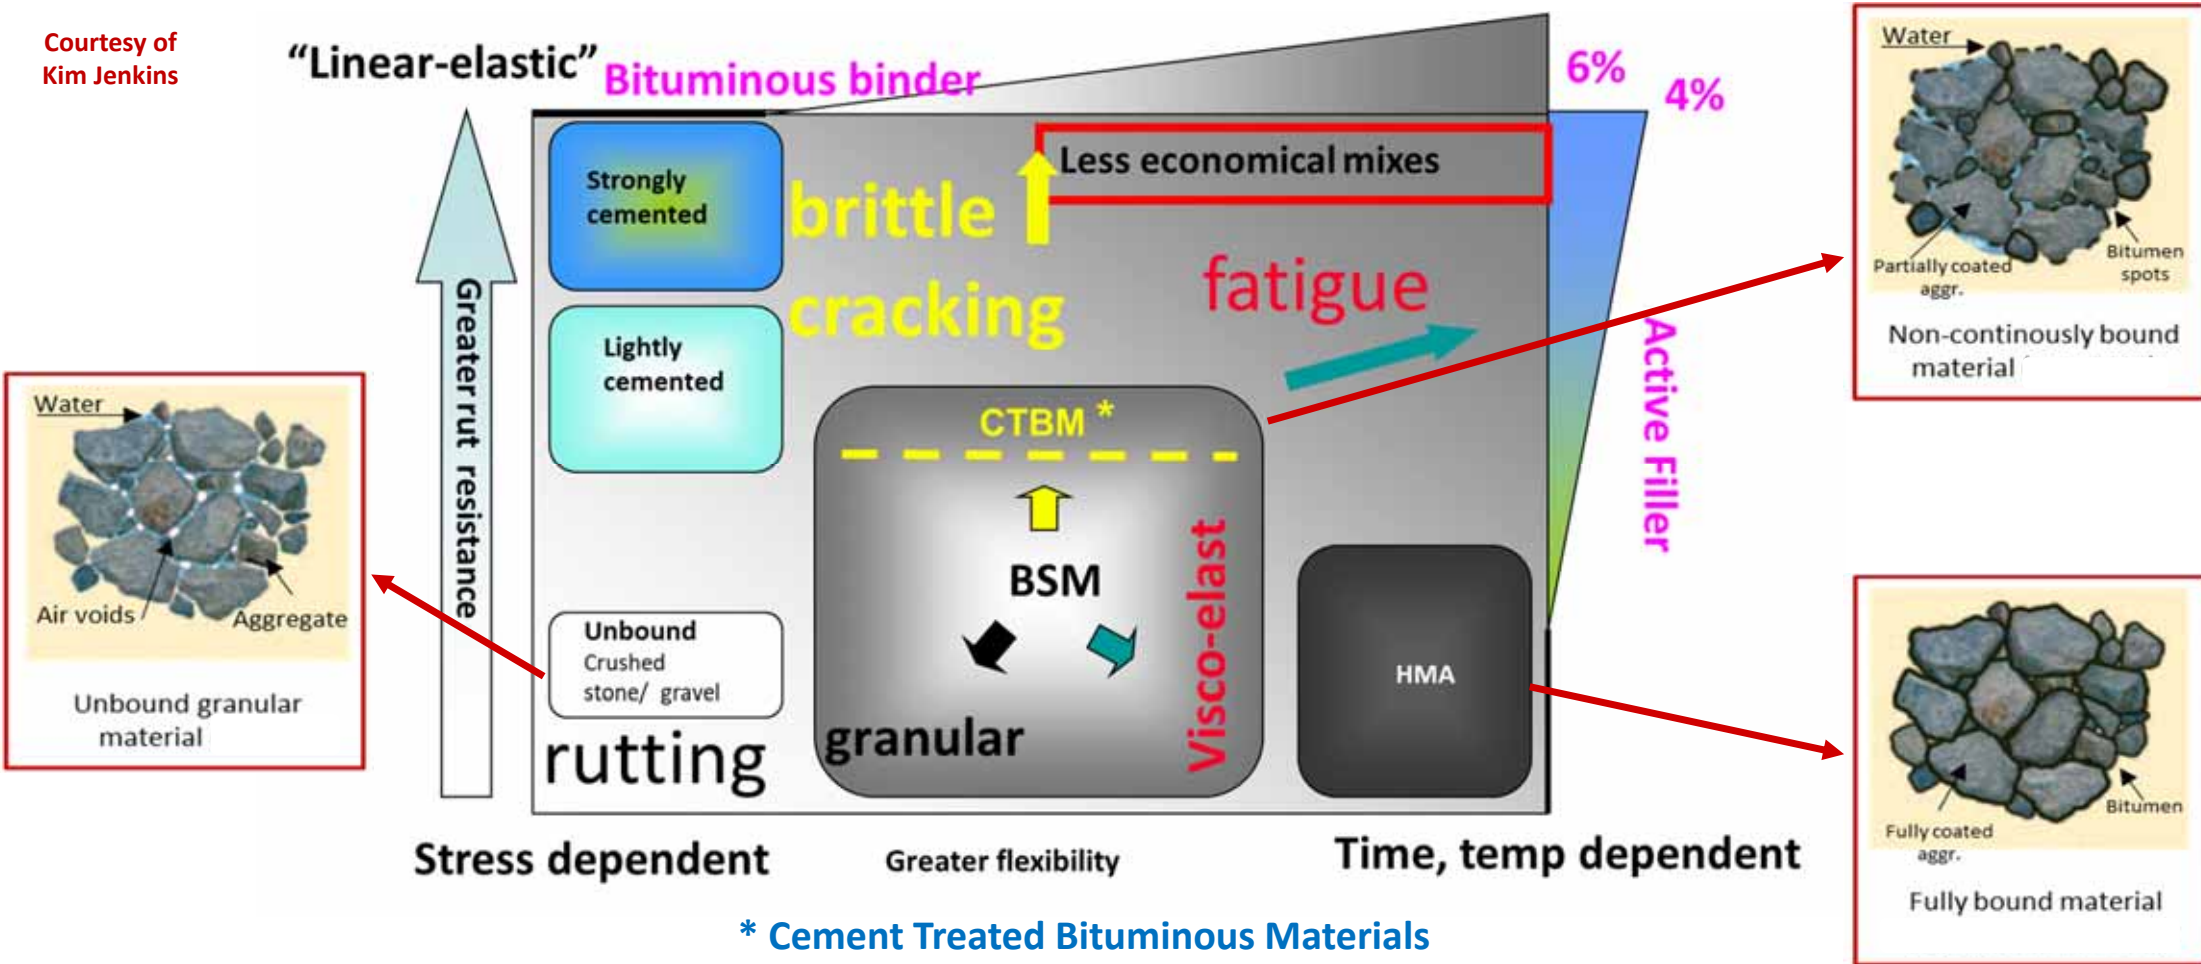 Courtesy of
Kim Jenkins
“Linear-elastic”
Bituminous binder
6%
4%
Strongly
cemented
brittle
cracking
Less economical mixes
fatigue
Greater rut resistance
Lightly
cemented
CTBM *
BSM
Visco-elast
granular
Unbound
Crushed
stone/ gravel
rutting
HMA
Active Filler
Stress dependent
Greater flexibility
Time, temp dependent
* Cement Treated Bituminous Materials
Water
Air voids
Aggregate
Unbound granular
material
Water
Partially coated
aggr.
Bitumen
spots
Non-continously bound
material
Fully coated
aggr.
Bitumen
Fully bound material